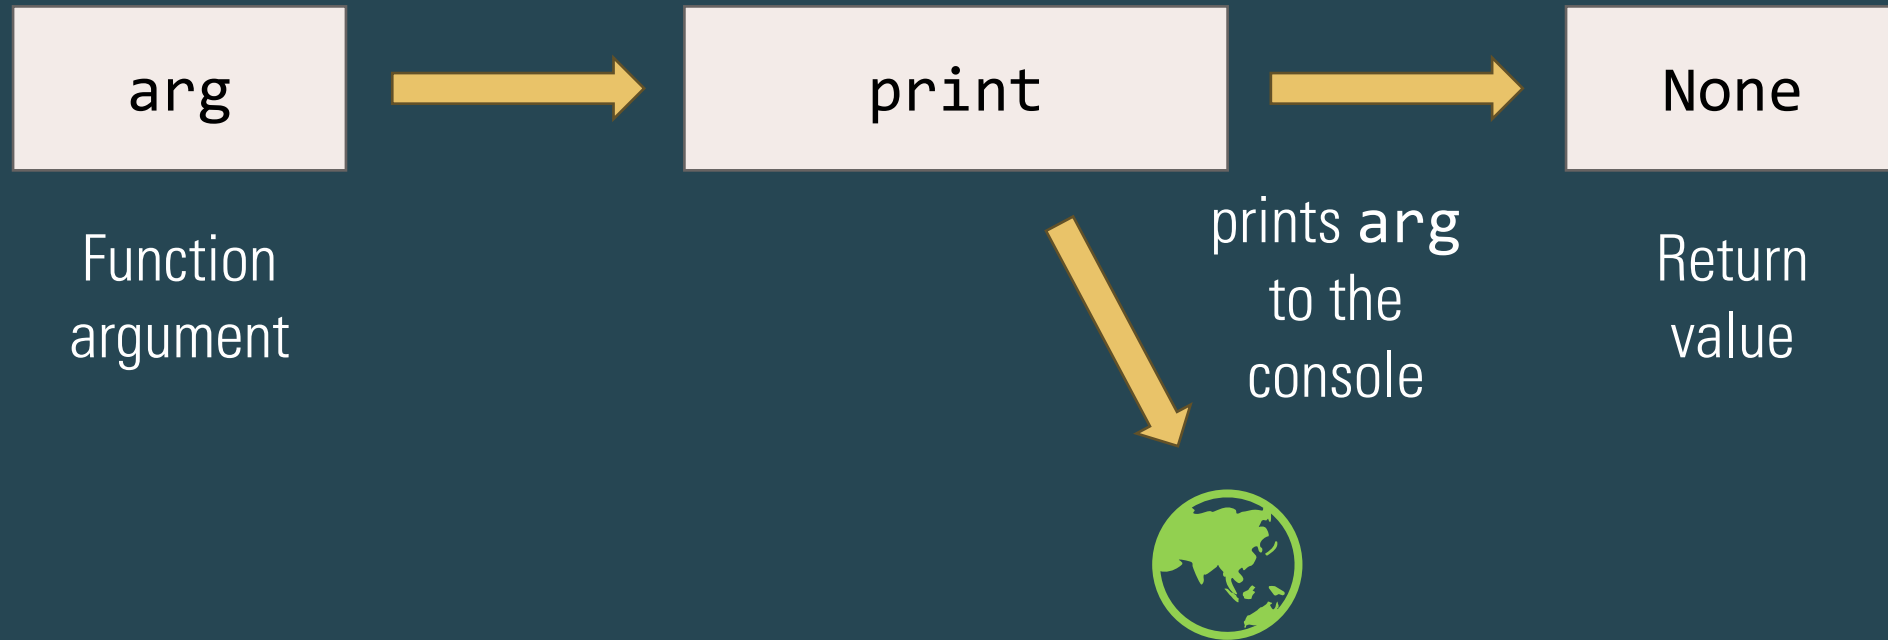 arg
print
None
Function
argument
prints arg
to the
console
Return
value